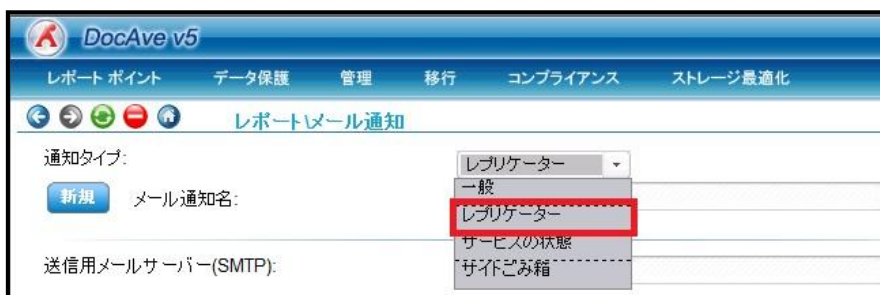 DocAve v5
レポート ポイント データ保護 管理 移行 コンプライアンス ストレージ最適化
レポート\メール通知
通知タイプ: レプリケーター
一般
新規 メール通知名:
レプリケーター
サービスの状態
送信用メールサーバー(SMTP):
サイトごみ箱